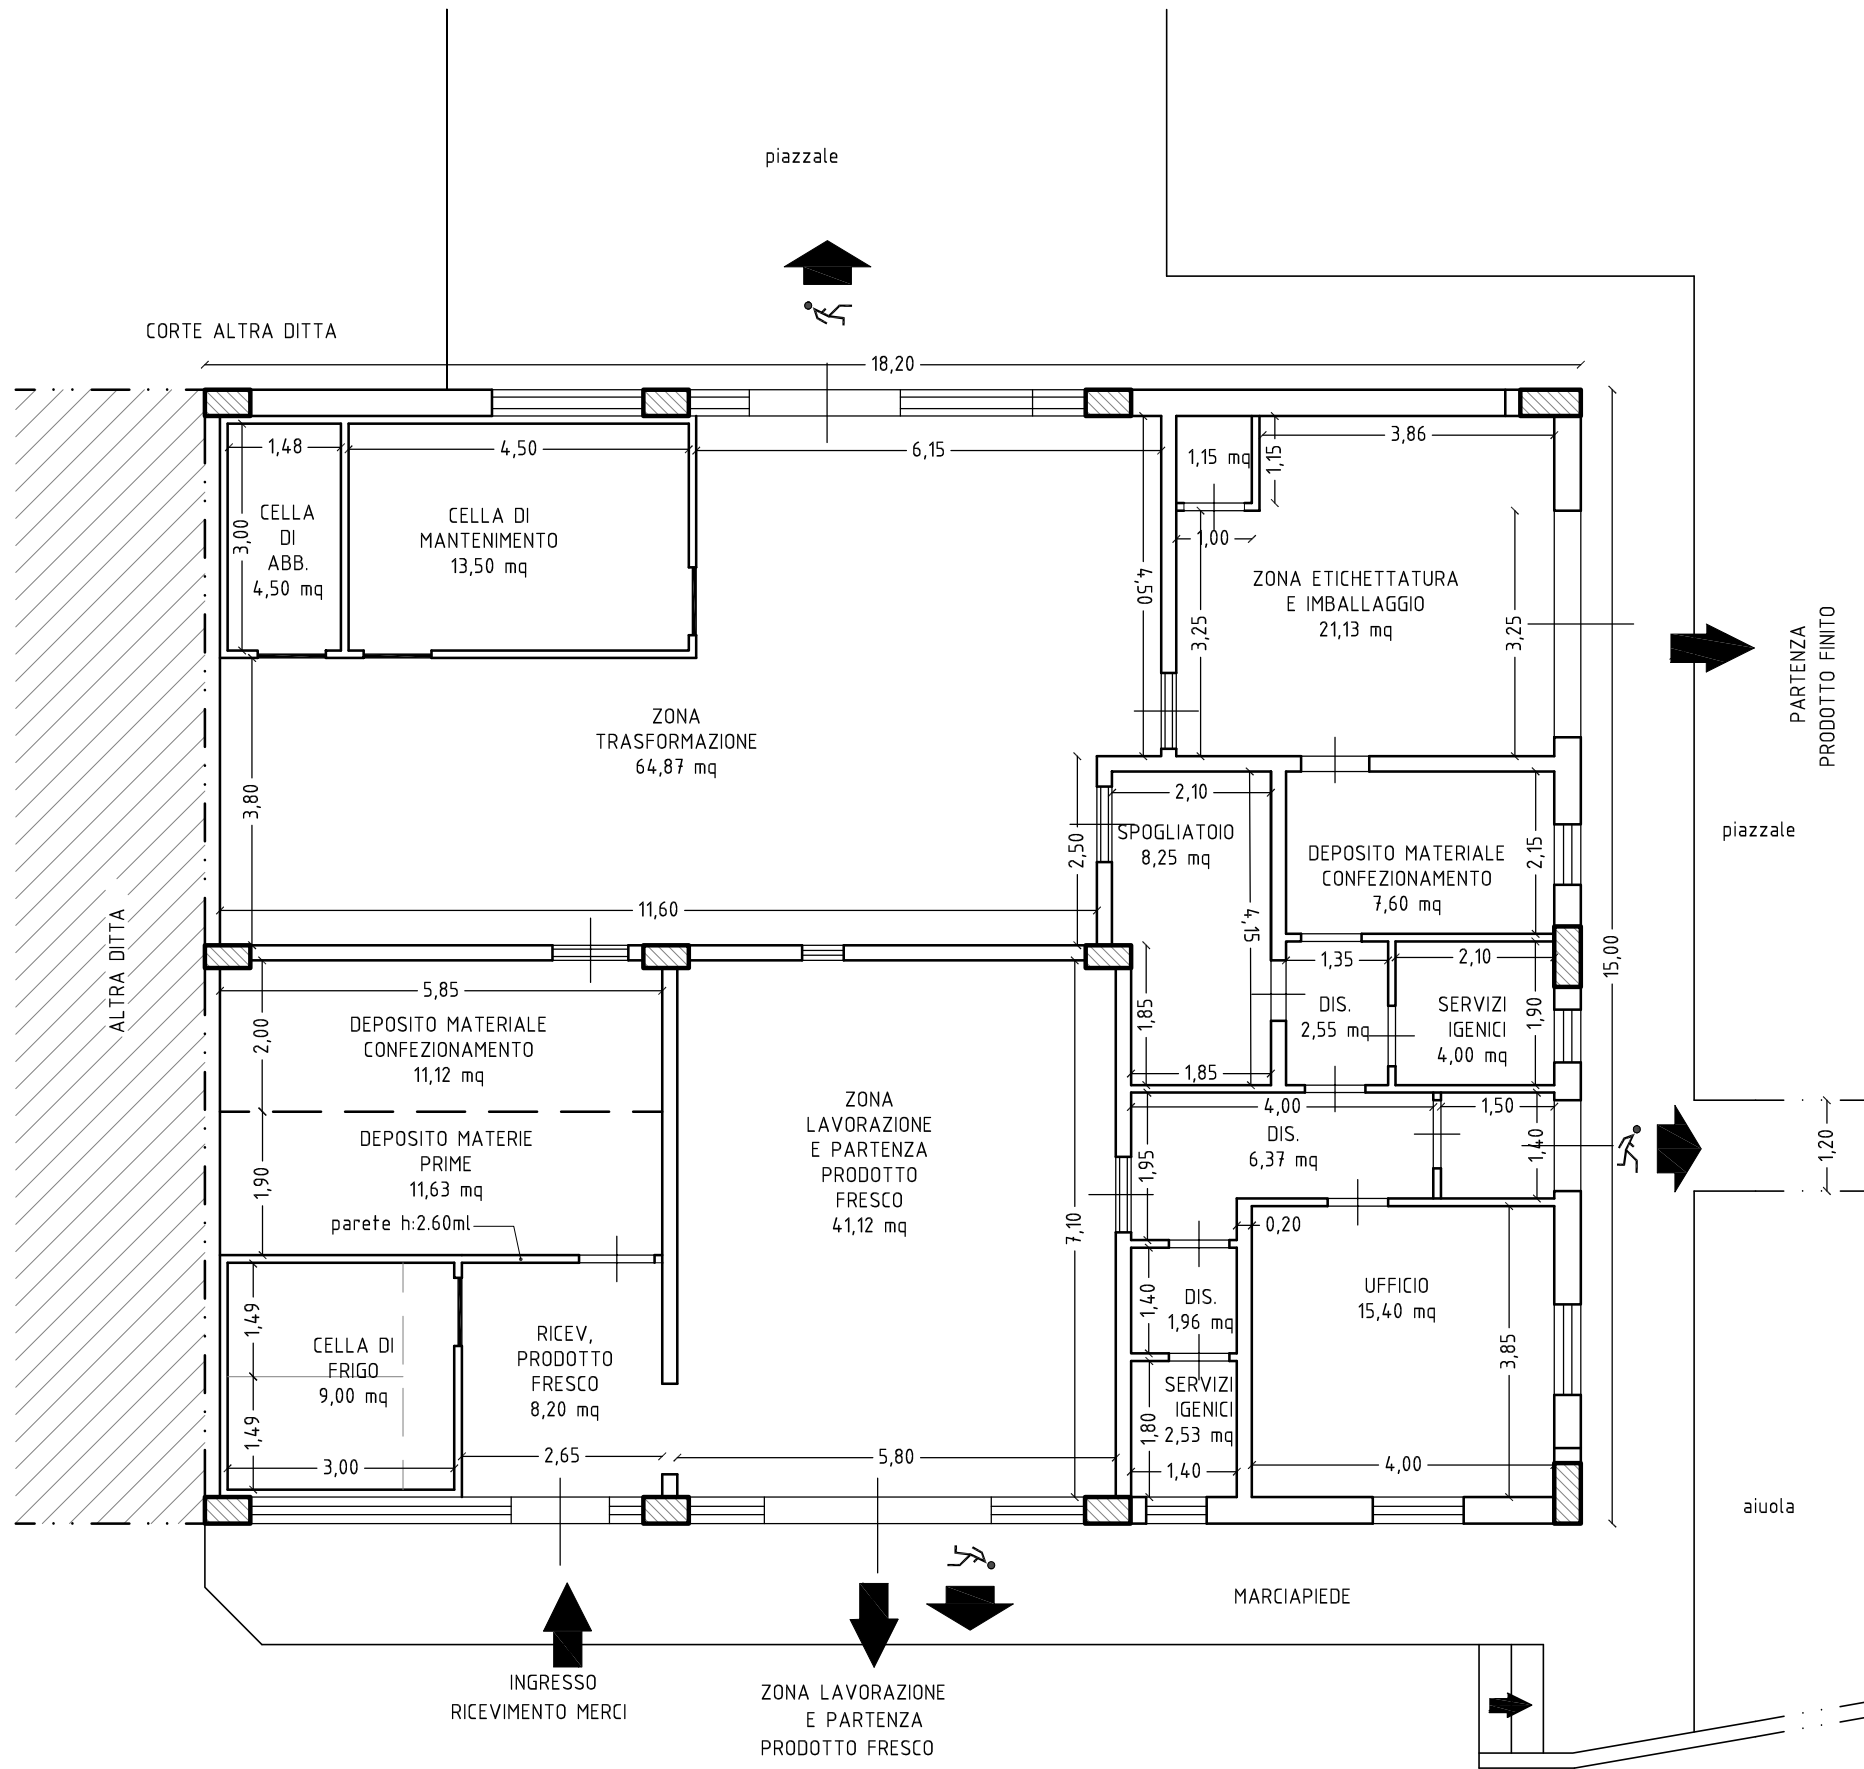 piazzale
CORTE ALTRA DITTA
18,20
1,48
4,50
6,15
3,86
1,15 mq
1,15
CELLA
DI
ABB.
4,50 mq
3,00
CELLA DI
MANTENIMENTO
13,50 mq
1,00
4,50
ZONA ETICHETTATURA
E IMBALLAGGIO
21,13 mq
3,25
3,25
PARTENZA
PRODOTTO FINITO
ZONA
TRASFORMAZIONE
64,87 mq
3,80
2,10
2,50
SPOGLIATOIO
8,25 mq
DEPOSITO MATERIALE
CONFEZIONAMENTO
7,60 mq
2,15
piazzale
11,60
4,15
ALTRA DITTA
15,00
5,85
1,35
2,10
DEPOSITO MATERIALE
CONFEZIONAMENTO
11,12 mq
2,00
1,85
DIS.
2,55 mq
SERVIZI
IGENICI
4,00 mq
1,90
1,85
ZONA
LAVORAZIONE
E PARTENZA
PRODOTTO
FRESCO
41,12 mq
4,00
1,50
DIS.
6,37 mq
1,40
1,20
DEPOSITO MATERIE
PRIME
11,63 mq
1,90
1,95
parete h:2.60ml
7,10
0,20
1,49
CELLA DI
FRIGO
9,00 mq
1,49
3,00
RICEV,
PRODOTTO
FRESCO
8,20 mq
2,65
5,80
1,40
DIS.
1,96 mq
UFFICIO
15,40 mq
3,85
SERVIZI
IGENICI
2,53 mq
1,80
1,40
4,00
aiuola
MARCIAPIEDE
INGRESSO
RICEVIMENTO MERCI
ZONA LAVORAZIONE
E PARTENZA
PRODOTTO FRESCO